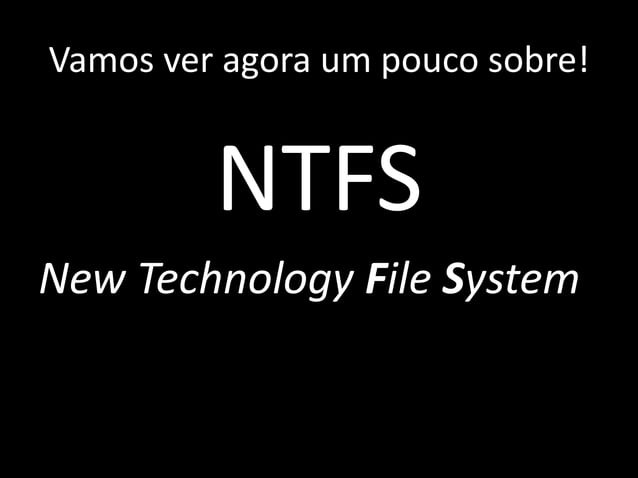 Vamos ver agora um pouco sobre!
NTFS
New Technology File System